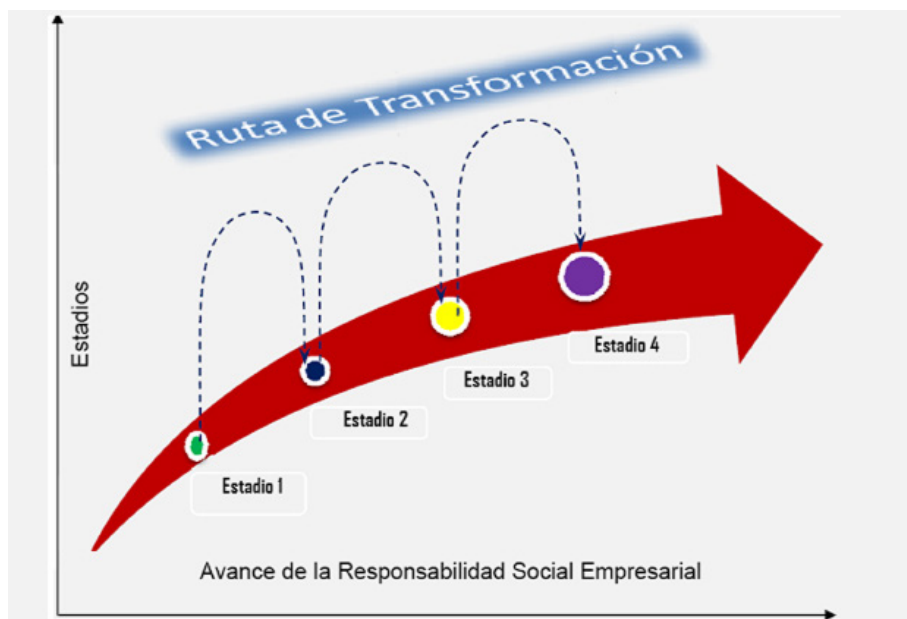 Ruta de Transformación
Estadios
Estadio 4
Estadio 3
Estadio 2
Estadio 1
Avance de la Responsabilidad Social Empresarial